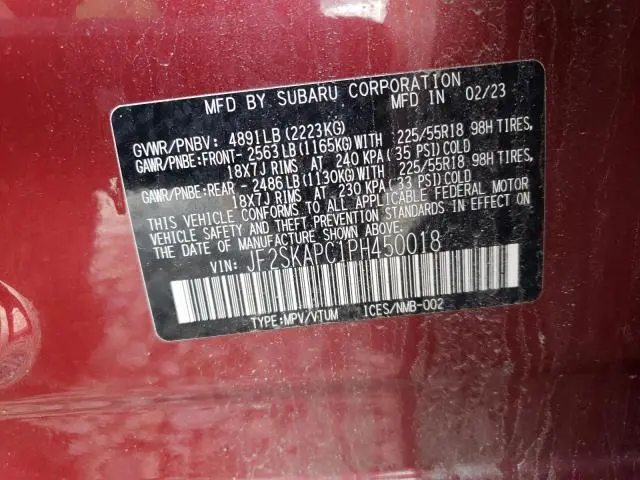 MFD BY SUBARU CORPORATION
MFD IN 02/23
GVWR/PNBV: 4891LB(2223KG)
GAWR/PNBE:FRONT- 2563LB(1165KG)WITH 225/55R18 98H TIRES,
18X7J RIMS AT 240 KPA(35 PSI)COLD
GAWR/PNBE:REAR - 2486LB(1130KG)WITH 225/55R18 98H TIRES,
18X7J RIMS AT 230 KPA(33 PSI)COLD
THIS VEHICLE CONFORMS TO ALL APPLICABLE FEDERAL MOTOR
VEHICLE SAFETY AND THEFT PREVENTION STANDARDS IN EFFECT ON
THE DATE OF MANUFACTURE SHOWN ABOVE.
VIN: JF2SKAPC1PH450018
TYPE:MPV/VTUM ICES/NMB-002